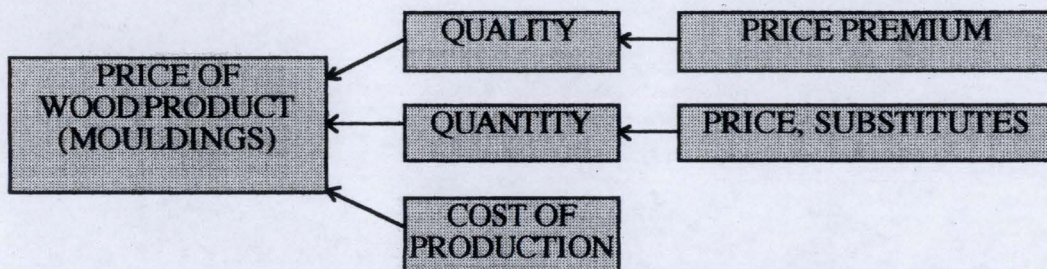 QUALITY
PRICE PREMIUM
PRICE OF
WOOD PRODUCT
(MOULDINGS)
QUANTITY
PRICE, SUBSTITUTES
COST OF
PRODUCTION